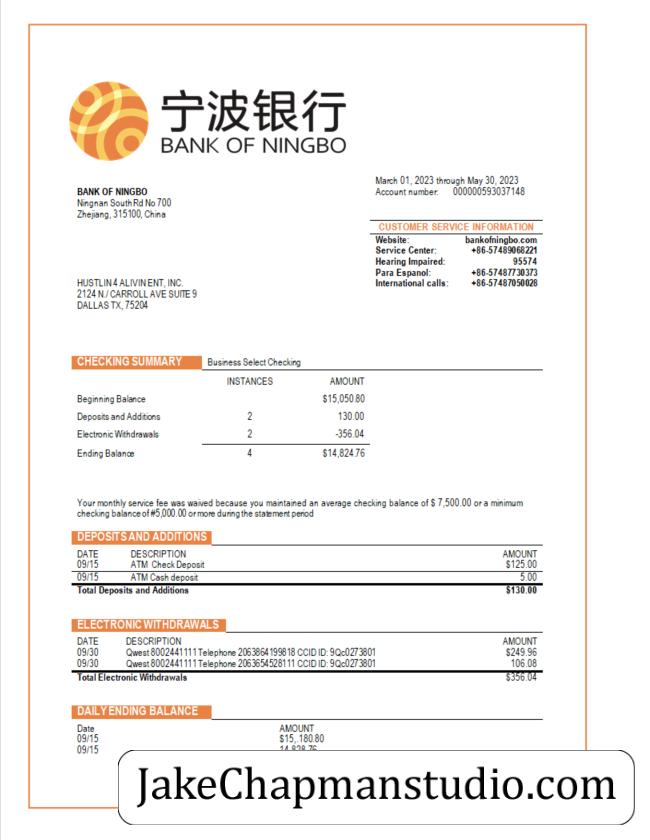 宁波银行
BANK OF NINGBO
March 01, 2023 through May 30, 2023
Account number: 000000593037148
BANK OF NINGBO
Ningnan South Rd No 700
Zhejiang, 315100, China
CUSTOMER SERVICE INFORMATION
Website: bankofningbo.com
Service Center: +86-57489068221
Hearing Impaired: 95574
Para Espanol: +86-57487730373
International calls: +86-57487050028
HUSTLIN 4 ALIVIN ENT, INC.
2124 N./ CARROLL AVE SUITE 9
DALLAS TX, 75204
CHECKING SUMMARY Business Select Checking
INSTANCES AMOUNT
Beginning Balance $15,050.80
Deposits and Additions 2 130.00
Electronic Withdrawals 2 -356.04
Ending Balance 4 $14,824.76
Your monthly service fee was waived because you maintained an average checking balance of $ 7,500.00 or a minimum
checking balance of #5,000.00 or more during the statement period
DEPOSITS AND ADDITIONS
DATE DESCRIPTION AMOUNT
09/15 ATM Check Deposit $125.00
09/15 ATM Cash deposit 5.00
Total Deposits and Additions $130.00
ELECTRONIC WITHDRAWALS
DATE DESCRIPTION AMOUNT
09/30 Qwest 8002441111 Telephone 2063864199818 CCID ID: 9Qc0273801 $249.96
09/30 Qwest 8002441111 Telephone 2063654528111 CCID ID: 9Qc0273801 106.08
Total Electronic Withdrawals $356.04
DAILY ENDING BALANCE
Date AMOUNT
09/15 $15,.180.80
09/15
JakeChapmanstudio.com